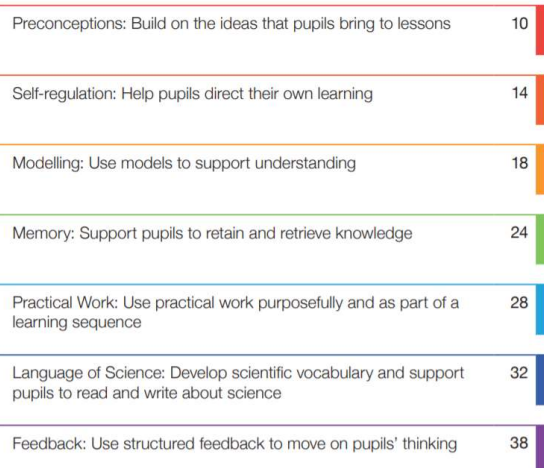 Preconceptions: Build on the ideas that pupils bring to lessons 10
Self-regulation: Help pupils direct their own learning 14
Modelling: Use models to support understanding 18
Memory: Support pupils to retain and retrieve knowledge 24
Practical Work: Use practical work purposefully and as part of a 28
learning sequence
Language of Science: Develop scientific vocabulary and support 32
pupils to read and write about science
Feedback: Use structured feedback to move on pupils' thinking 38